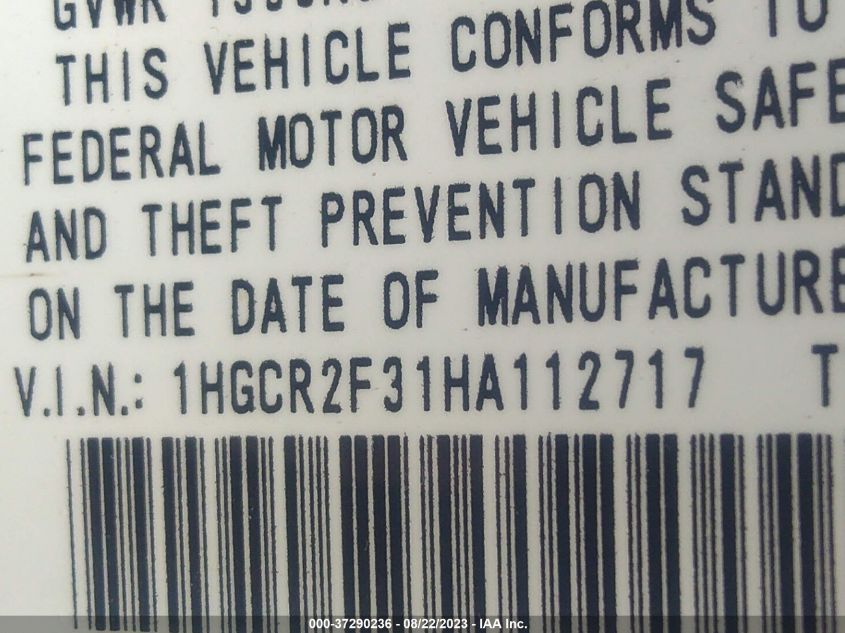 GVWR
THIS VEHICLE CONFORMS TO
FEDERAL MOTOR VEHICLE SAFE
AND THEFT PREVENTION STAND
ON THE DATE OF MANUFACTURE
V.I.N.: 1HGCR2F31HA112717 T
000-37290236 - 08/22/2023 - IAA Inc.